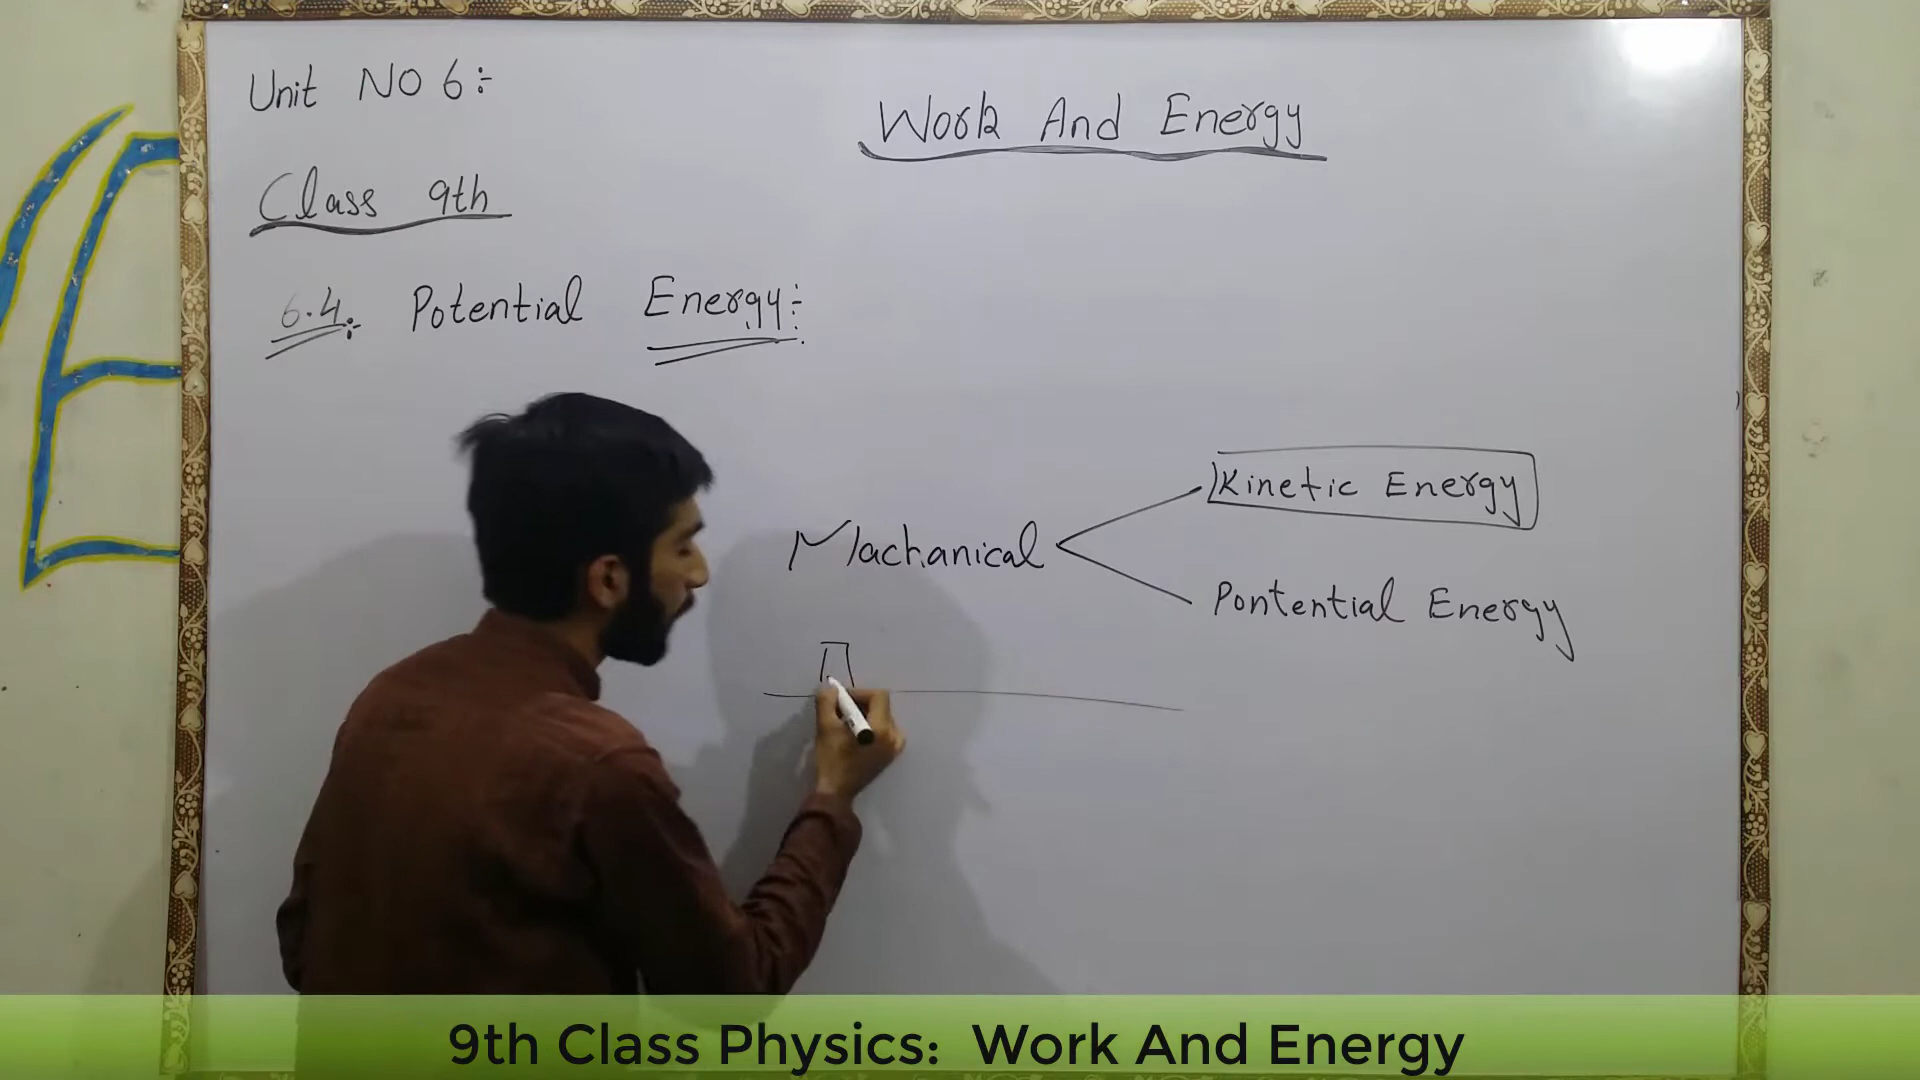 Unit NO 6:
Work And Energy
Class 9th
6.4: Potential Energy:
Kinetic Energy
Machanical
Pontential Energy
9th Class Physics: Work And Energy